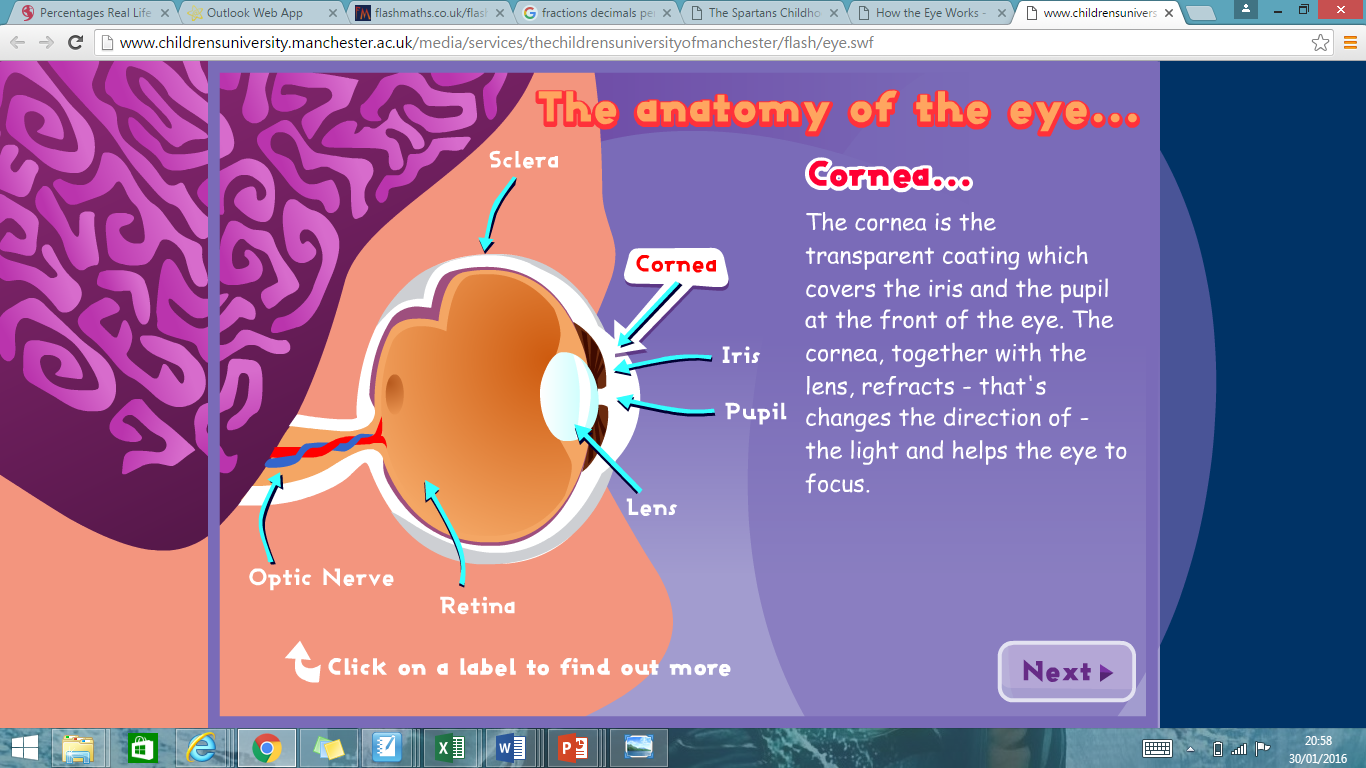 Percentages Real Life
Outlook Web App
flashmaths.co.uk/flash
fractions decimals pe
The Spartans Childho
How the Eye Works -
www.childrensunivers
www.childrensuniversity.manchester.ac.uk/media/services/thechildrensuniversityofmanchester/flash/eye.swf
The anatomy of the eye...
Sclera
Cornea
Iris
Pupil
Lens
Optic Nerve
Retina
Click on a label to find out more
Cornea...
The cornea is the
transparent coating which
covers the iris and the pupil
at the front of the eye. The
cornea, together with the
lens, refracts - that's
changes the direction of -
the light and helps the eye to
focus.
Next
20:58
30/01/2016